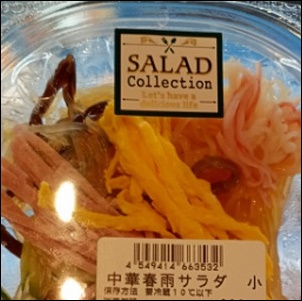 SALAD
Collection
Let's have a
delicious life
4 549414 663532
中華春雨サラダ 小
保存方法 要冷蔵10℃以下